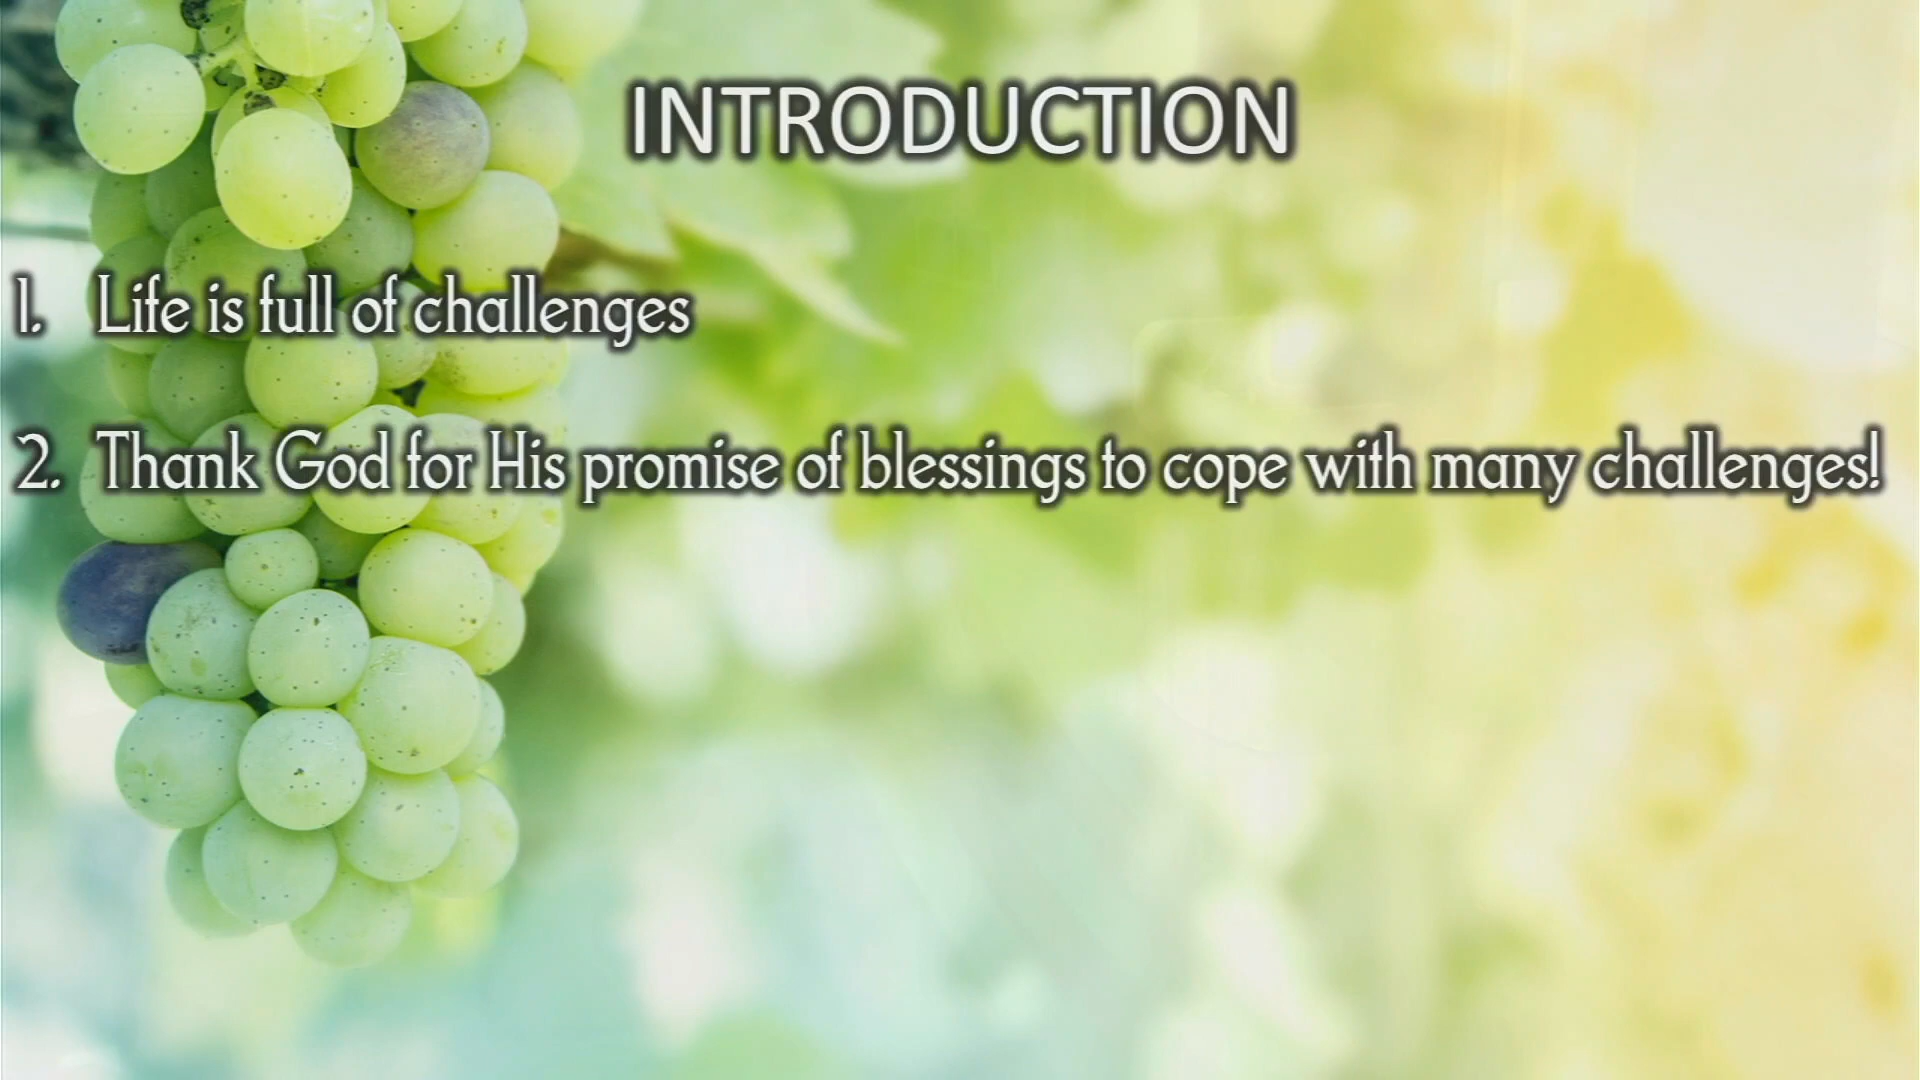 INTRODUCTION
1. Life is full of challenges
2. Thank God for His promise of blessings to cope with many challenges!